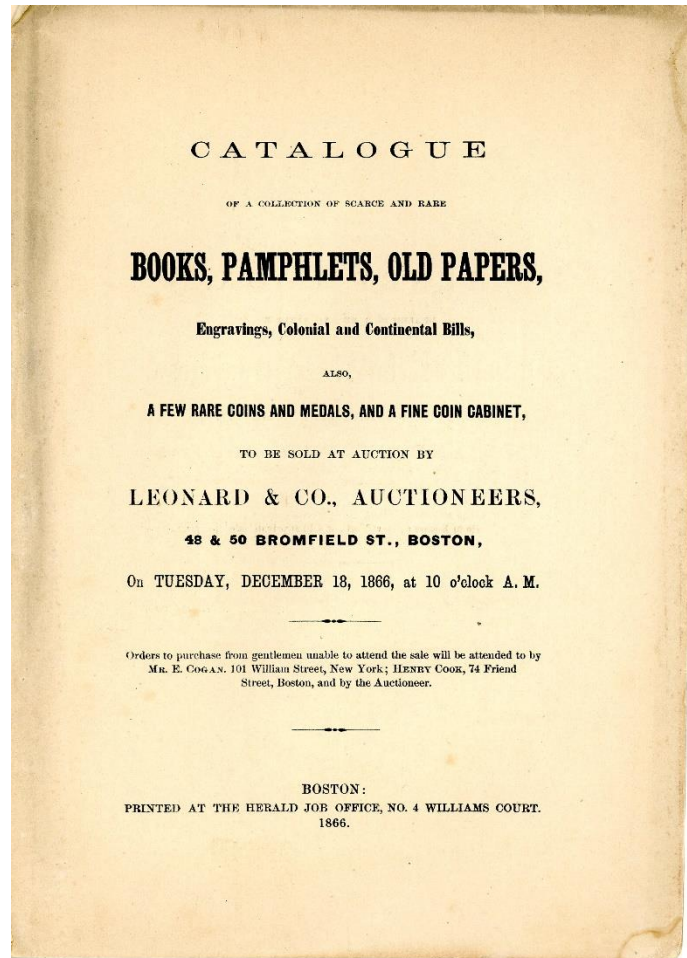 CATALOGUE
OF A COLLECTION OF SCARCE AND RARE
BOOKS, PAMPHLETS, OLD PAPERS,
Engravings, Colonial and Continental Bills,
ALSO,
A FEW RARE COINS AND MEDALS, AND A FINE COIN CABINET,
TO BE SOLD AT AUCTION BY
LEONARD & CO., AUCTIONEERS,
48 & 50 BROMFIELD ST., BOSTON,
On TUESDAY, DECEMBER 18, 1866, at 10 o'clock A. M.
Orders to purchase from gentlemen unable to attend the sale will be attended to by
MR. E. COGAN. 101 William Street, New York; HENRY COOK, 74 Friend
Street, Boston, and by the Auctioneer.
BOSTON:
PRINTED AT THE HERALD JOB OFFICE, NO. 4 WILLIAMS COURT.
1866.